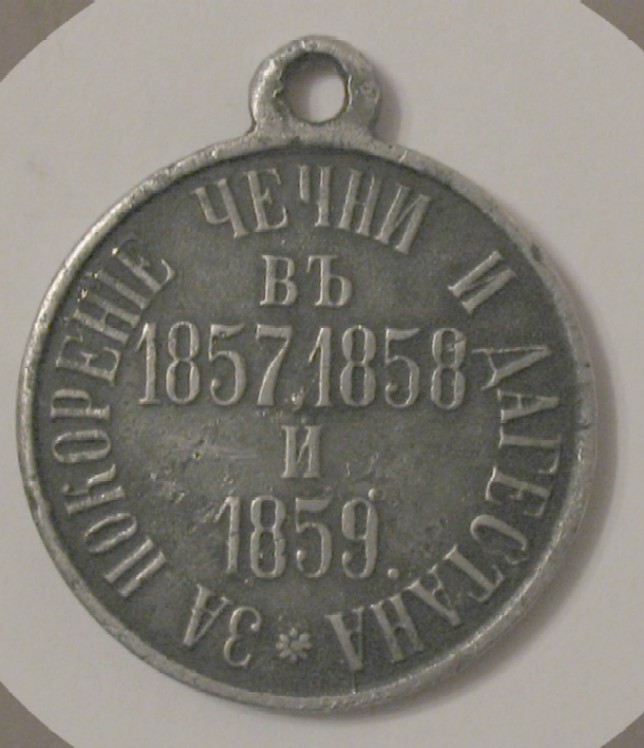 ЗА ПОКОРЕНІЕ ЧЕЧНИ И ДАГЕСТАНА
ВЪ
1857,1858
И
1859.